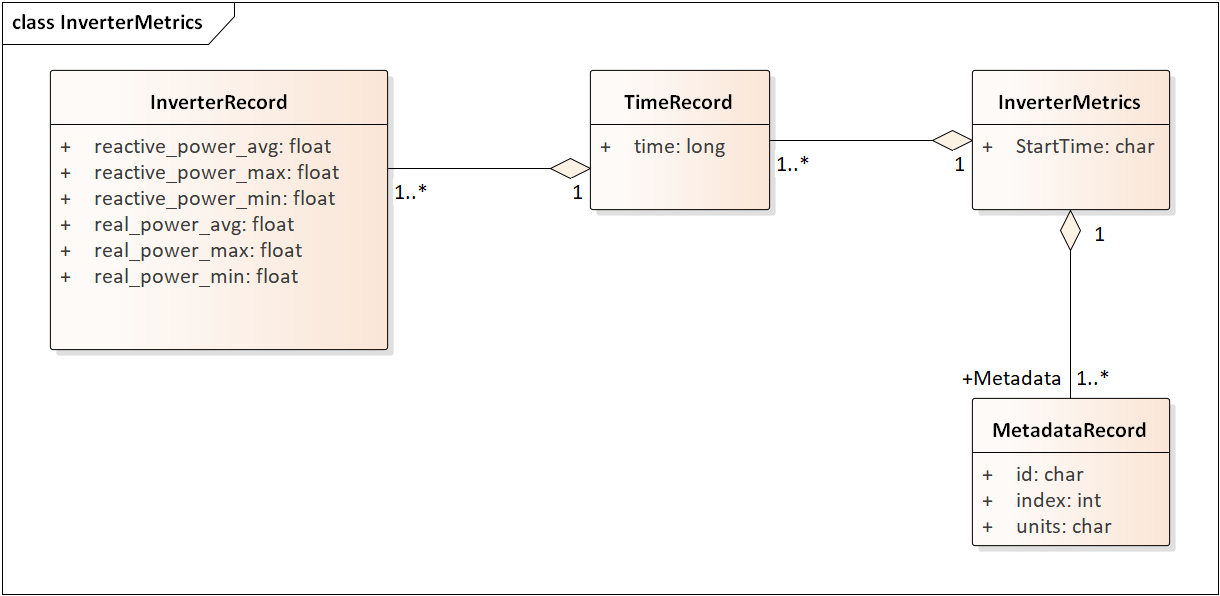 class InverterMetrics
InverterRecord
+ reactive_power_avg: float
+ reactive_power_max: float
+ reactive_power_min: float
+ real_power_avg: float
+ real_power_max: float
+ real_power_min: float
1..*
1
TimeRecord
+ time: long
1..*
1
InverterMetrics
+ StartTime: char
1
+Metadata
1..*
MetadataRecord
+ id: char
+ index: int
+ units: char